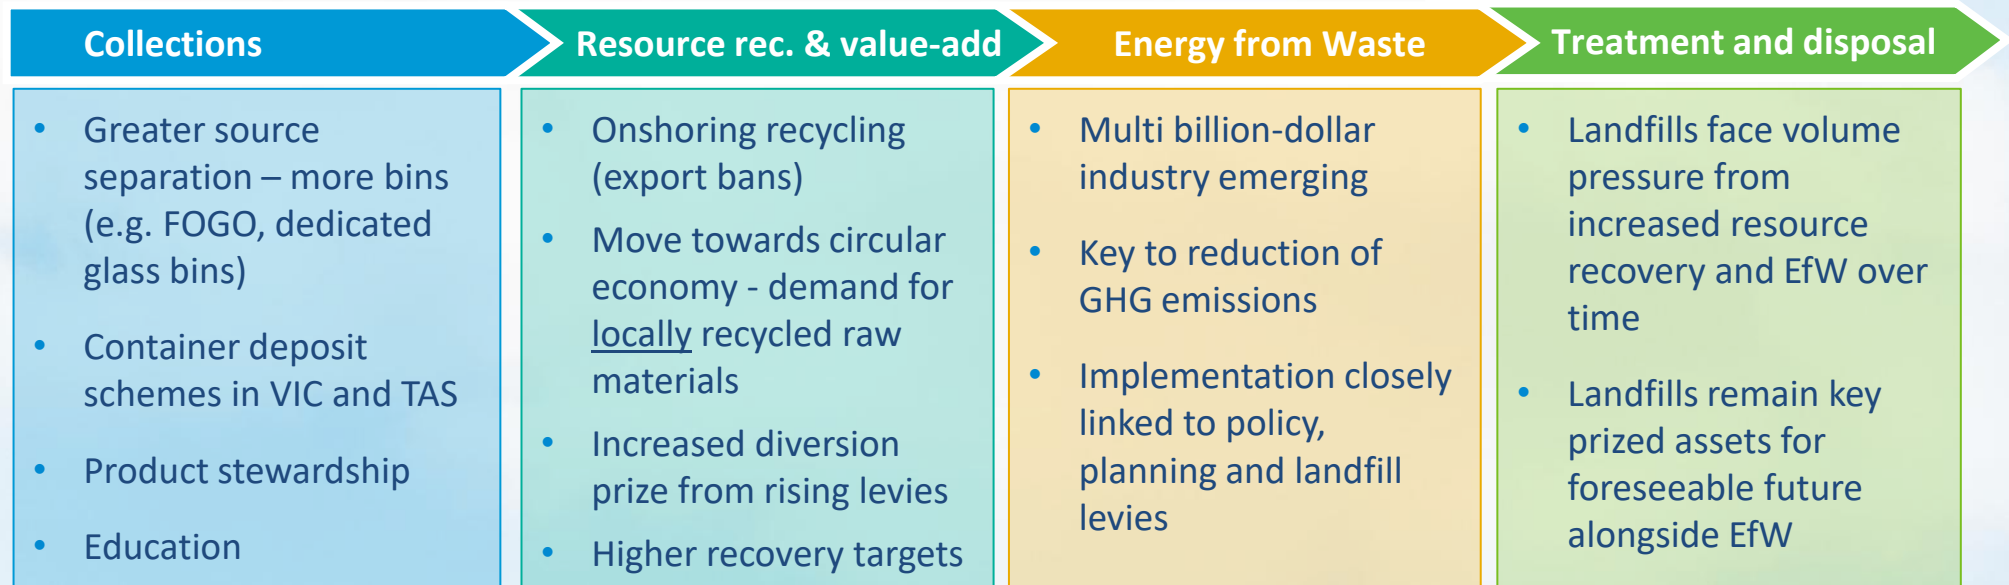 Collections
• Greater source
separation – more bins
(e.g. FOGO, dedicated
glass bins)
• Container deposit
schemes in VIC and TAS
• Product stewardship
• Education
Resource rec. & value-add
• Onshoring recycling
(export bans)
• Move towards circular
economy - demand for
locally recycled raw
materials
• Increased diversion
prize from rising levies
• Higher recovery targets
Energy from Waste
• Multi billion-dollar
industry emerging
• Key to reduction of
GHG emissions
• Implementation closely
linked to policy,
planning and landfill
levies
Treatment and disposal
• Landfills face volume
pressure from
increased resource
recovery and EfW over
time
• Landfills remain key
prized assets for
foreseeable future
alongside EfW